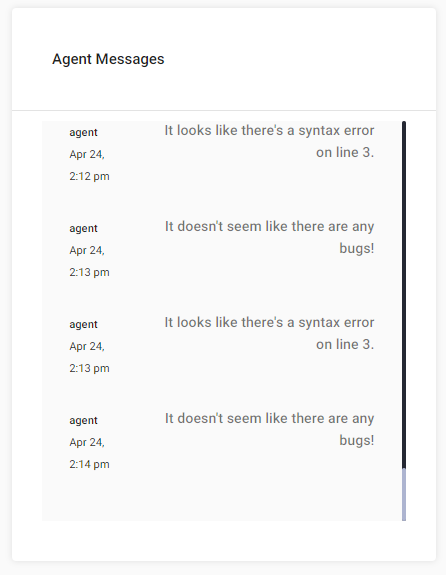 Agent Messages
agent
Apr 24,
2:12 pm
It looks like there's a syntax error
on line 3.
agent
Apr 24,
2:13 pm
It doesn't seem like there are any
bugs!
agent
Apr 24,
2:13 pm
It looks like there's a syntax error
on line 3.
agent
Apr 24,
2:14 pm
It doesn't seem like there are any
bugs!